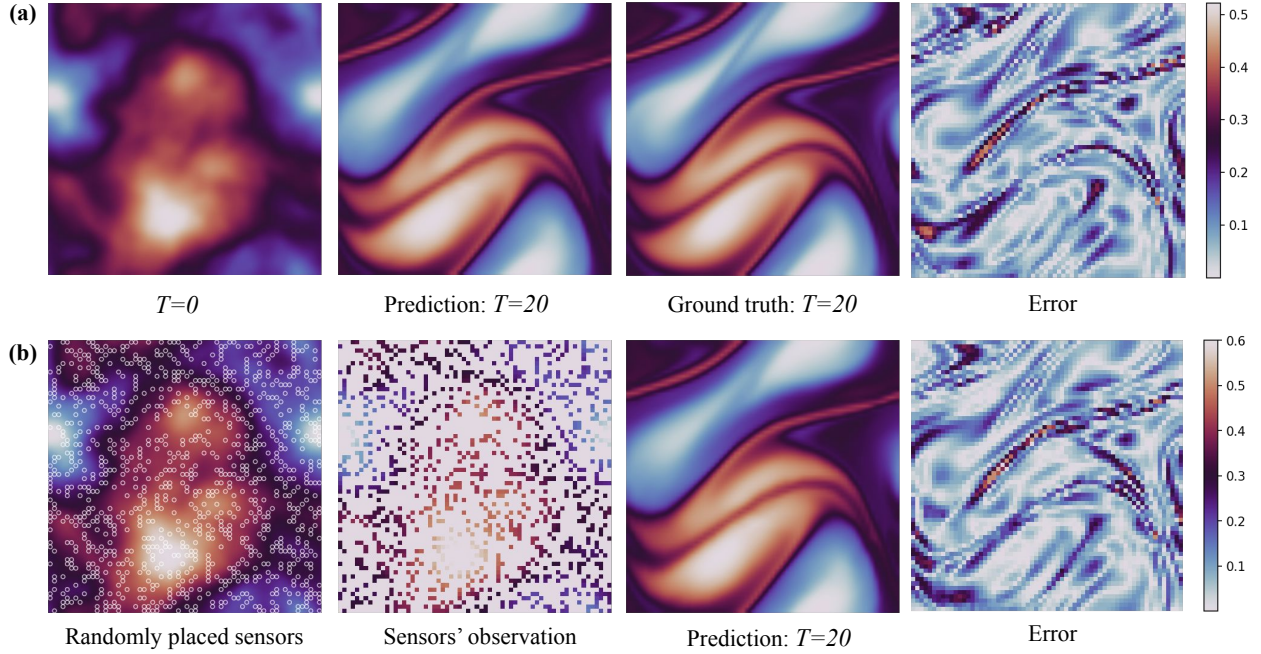 (a)
0.5
0.4
0.3
0.2
0.1
T=0
Prediction: T=20
Ground truth: T=20
Error
(b)
0.6
0.5
0.4
0.3
0.2
0.1
Randomly placed sensors
Sensors’ observation
Prediction: T=20
Error